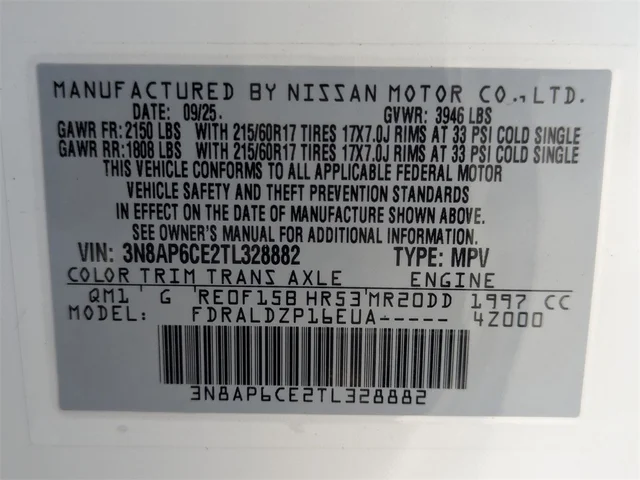 MANUFACTURED BY NISSAN MOTOR CO., LTD.
DATE: 09/25 GVWR: 3946 LBS
GAWR FR: 2150 LBS WITH 215/60R17 TIRES 17X7.0J RIMS AT 33 PSI COLD SINGLE
GAWR RR: 1808 LBS WITH 215/60R17 TIRES 17X7.0J RIMS AT 33 PSI COLD SINGLE
THIS VEHICLE CONFORMS TO ALL APPLICABLE FEDERAL MOTOR
VEHICLE SAFETY AND THEFT PREVENTION STANDARDS
IN EFFECT ON THE DATE OF MANUFACTURE SHOWN ABOVE.
SEE OWNER'S MANUAL FOR ADDITIONAL INFORMATION.
VIN: 3N8AP6CE2TL328882 TYPE: MPV
COLOR TRIM TRANS AXLE ENGINE
QM1 G RE0F15B HR53 MR20DD 1997 CC
MODEL: FDRALDZP16EUA----- 4Z000
3N8AP6CE2TL328882